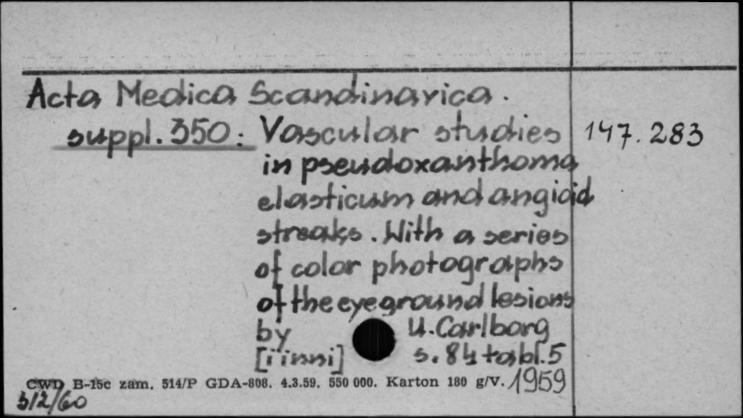 Acta Medica Scandinavica.
suppl. 350: Vascular studies 147.283
in pseudoxanthoma
elasticum and angioid
streaks. With a series
of color photographs
of the eyeground lesions
by U. Carlborg
[i inni] s. 84 tabl. 5
CWD B-15c zam. 514/P GDA-808. 4.3.59. 550 000. Karton 180 g/V. 1959
3/2/60